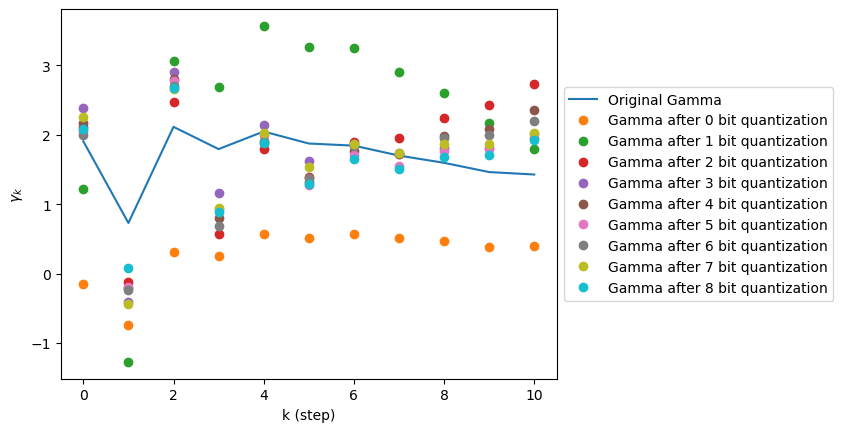 3
2
1
0
−1
γk
0
2
4
6
8
10
k (step)
Original Gamma
Gamma after 0 bit quantization
Gamma after 1 bit quantization
Gamma after 2 bit quantization
Gamma after 3 bit quantization
Gamma after 4 bit quantization
Gamma after 5 bit quantization
Gamma after 6 bit quantization
Gamma after 7 bit quantization
Gamma after 8 bit quantization